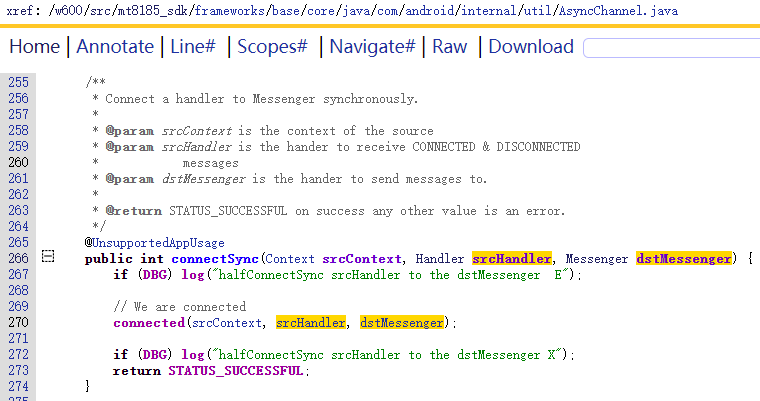 xref: /w600/src/mt8185_sdk/frameworks/base/core/java/com/android/internal/util/AsyncChannel.java
Home | Annotate | Line# | Scopes# | Navigate# | Raw | Download
255 /**
256 * Connect a handler to Messenger synchronously.
257 *
258 * @param srcContext is the context of the source
259 * @param srcHandler is the hander to receive CONNECTED & DISCONNECTED
260 * messages
261 * @param dstMessenger is the hander to send messages to.
262 *
263 * @return STATUS_SUCCESSFUL on success any other value is an error.
264 */
265 @UnsupportedAppUsage
266 public int connectSync(Context srcContext, Handler srcHandler, Messenger dstMessenger) {
267 if (DBG) log("halfConnectSync srcHandler to the dstMessenger  E");
268
269 // We are connected
270 connected(srcContext, srcHandler, dstMessenger);
271
272 if (DBG) log("halfConnectSync srcHandler to the dstMessenger X");
273 return STATUS_SUCCESSFUL;
274 }
275